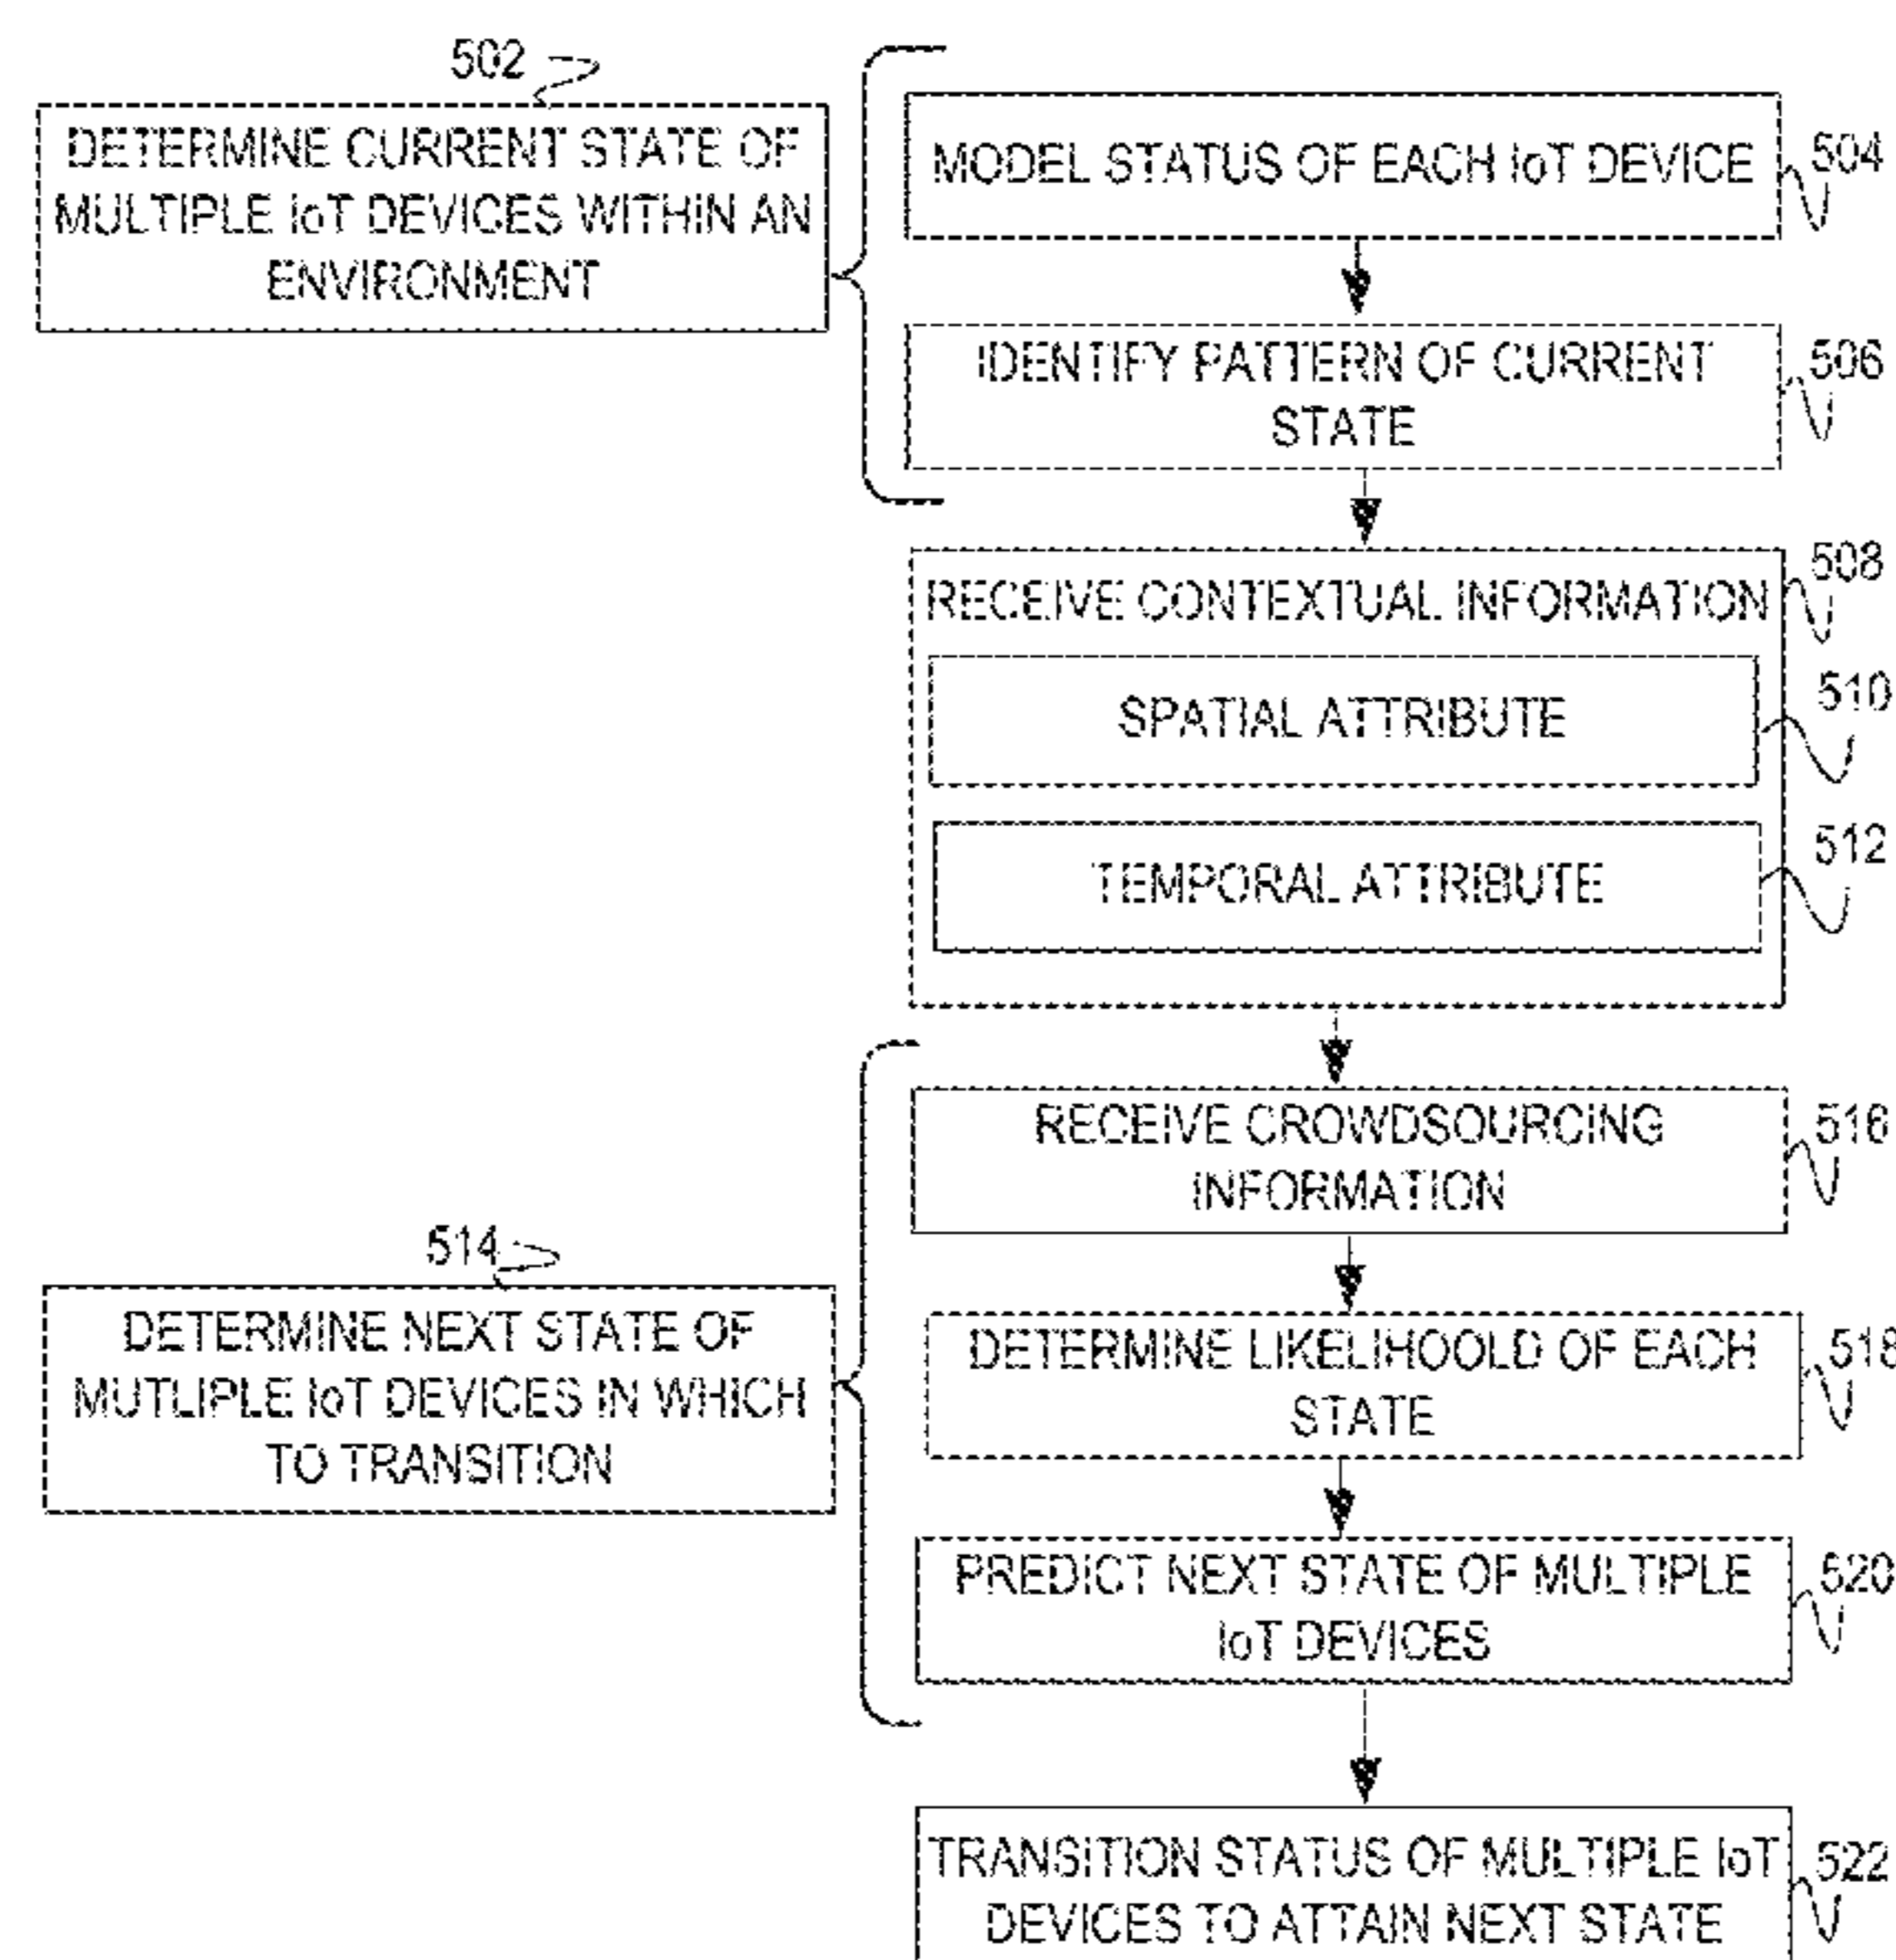 502
DETERMINE CURRENT STATE OF
MULTIPLE IoT DEVICES WITHIN AN
ENVIRONMENT
MODEL STATUS OF EACH IoT DEVICE
504
IDENTIFY PATTERN OF CURRENT
STATE
506
RECEIVE CONTEXTUAL INFORMATION
508
SPATIAL ATTRIBUTE
510
TEMPORAL ATTRIBUTE
512
514
DETERMINE NEXT STATE OF
MUTLIPLE IoT DEVICES IN WHICH
TO TRANSITION
RECEIVE CROWDSOURCING
INFORMATION
516
DETERMINE LIKELIHOOLD OF EACH
STATE
518
PREDICT NEXT STATE OF MULTIPLE
IoT DEVICES
520
TRANSITION STATUS OF MULTIPLE IoT
DEVICES TO ATTAIN NEXT STATE
522